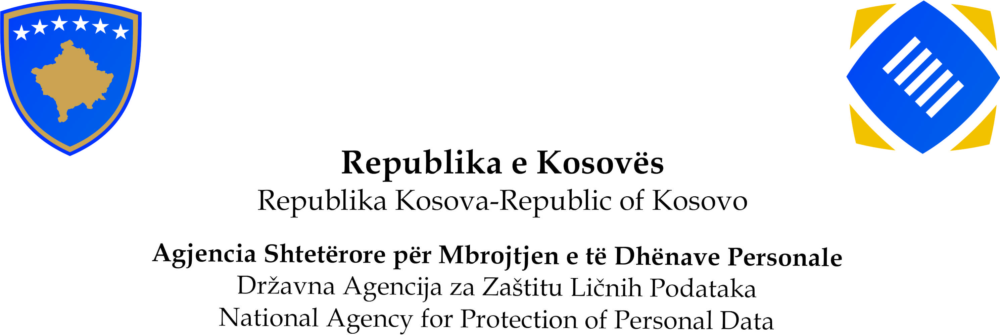 Republika e Kosovës
Republika Kosova-Republic of Kosovo
Agjencia Shtetërore për Mbrojtjen e të Dhënave Personale
Državna Agencija za Zaštitu Ličnih Podataka
National Agency for Protection of Personal Data